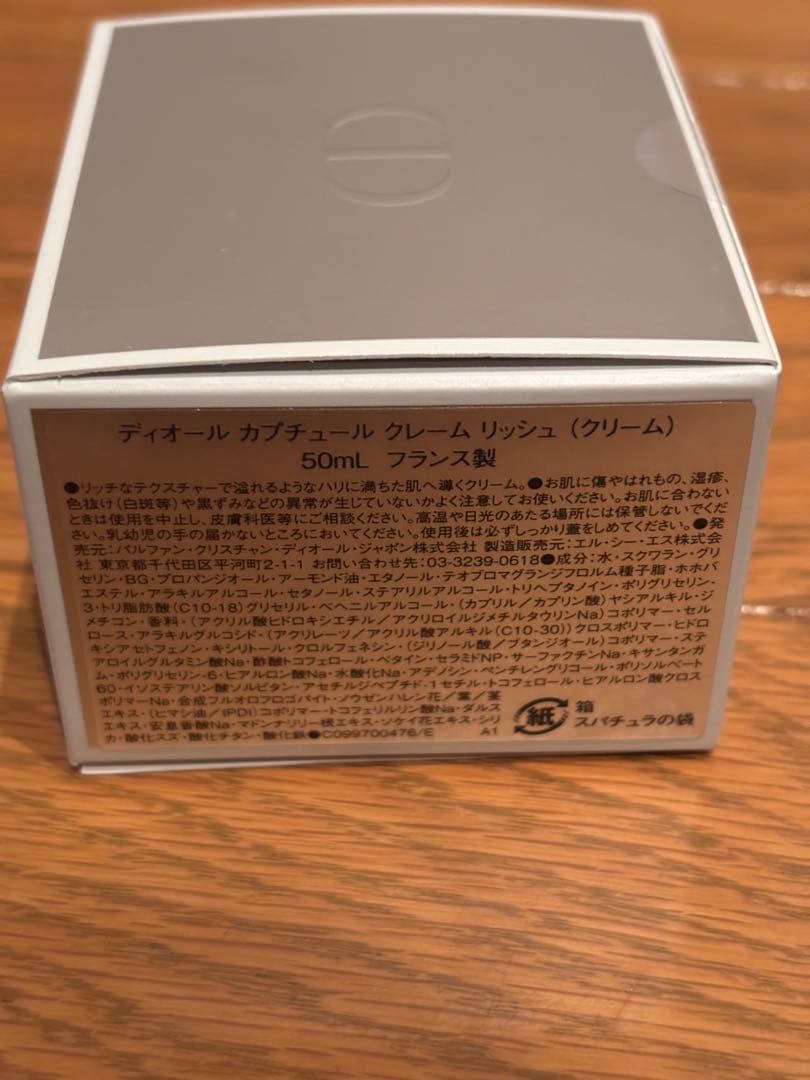 ディオール カプチュール クレーム リッシュ（クリーム）
50mL フランス製
●リッチなテクスチャーで溢れるようなハリに満ちた肌へ導くクリーム。●お肌に傷やはれもの、湿疹、
色抜け（白斑等）や黒ずみなどの異常が生じていないかよく注意してお使いください。お肌に合わない
ときは使用を中止し、皮膚科医等にご相談ください。高温や日光のあたる場所には保管しないでくだ
さい。乳幼児の手の届かないところにおいてください。使用後は必ずしっかり蓋をしめてください。●発
売元：パルファン・クリスチャン・ディオール・ジャポン株式会社 製造販売元：エル・シー・エス株式会
社 東京都千代田区平河町2-1-1 お問い合わせ先：03-3239-0618●成分：水・スクワラン・グリ
セリン・BG・プロパンジオール・アーモンド油・エタノール・テオブロマグランジフロルム種子脂・ホホバ
エステル・アラキルアルコール・セタノール・ステアリルアルコール・トリヘプタノイン・ポリグリセリン-
3・トリ脂肪酸（C10-18）グリセリル・ベヘニルアルコール・（カプリル／カプリン酸）ヤシアルキル・ジ
メチコン・香料・（アクリル酸ヒドロキシエチル／アクリロイルジメチルタウリンNa）コポリマー・セル
ロース・アラキルグルコシド・（アクリレーツ／アクリル酸アルキル（C10-30））クロスポリマー・ヒドロ
キシアセトフェノン・キシリトール・クロルフェネシン・（ジリノール酸／ブタンジオール）コポリマー・ステ
アロイルグルタミン酸Na・酢酸トコフェロール・ベタイン・セラミドNP・サーファクチンNa・キサンタンガ
ム・ポリグリセリン-6・ヒアルロン酸Na・水酸化Na・アデノシン・ペンチレングリコール・ポリソルベート
60・イソステアリン酸ソルビタン・アセチルジペプチド-1セチル・トコフェロール・ヒアルロン酸クロス
ポリマーNa・合成フルオロフロゴパイト・ノウゼンハレン花／葉／茎
エキス・（ヒマシ油／IPDI）コポリマー・トコフェリルリン酸Na・ダルス
エキス・安息香酸Na・マドンナリリー根エキス・ソケイ花エキス・シリ
カ・酸化スズ・酸化チタン・酸化鉄●C099700476/E A1
紙 箱
スパチュラの袋